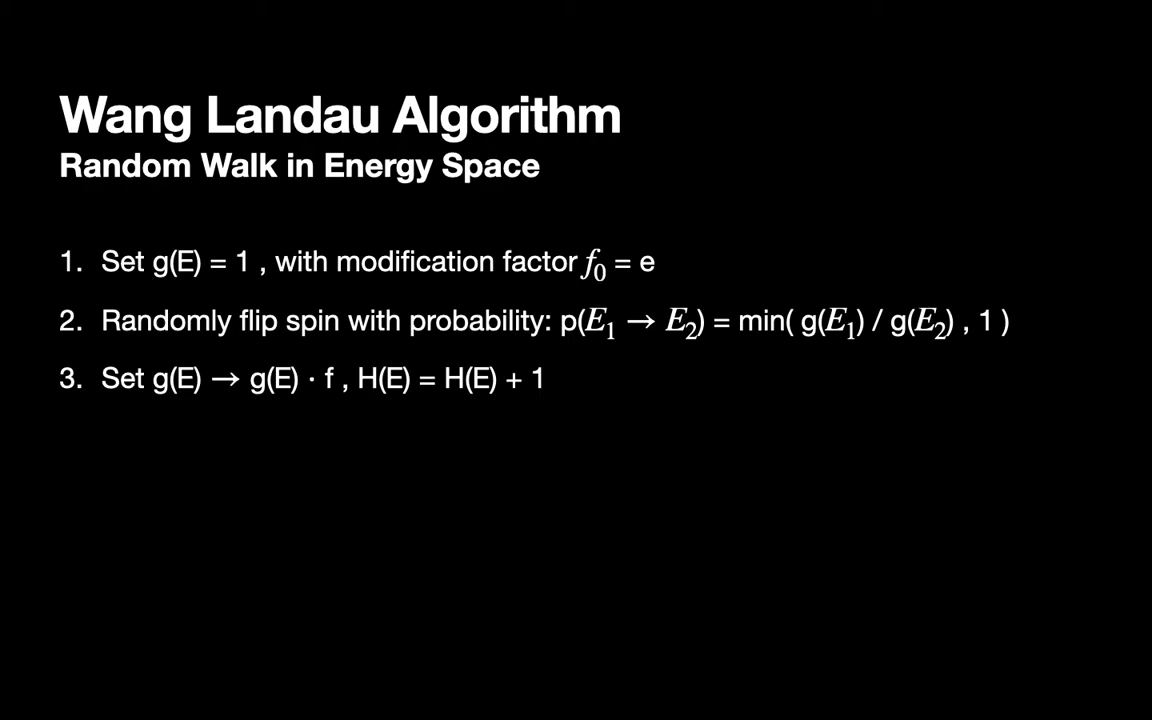 Wang Landau Algorithm
Random Walk in Energy Space
1. Set g(E) = 1 , with modification factor f₀ = e
2. Randomly flip spin with probability: p(E₁ → E₂) = min( g(E₁) / g(E₂) , 1 )
3. Set g(E) → g(E) · f , H(E) = H(E) + 1